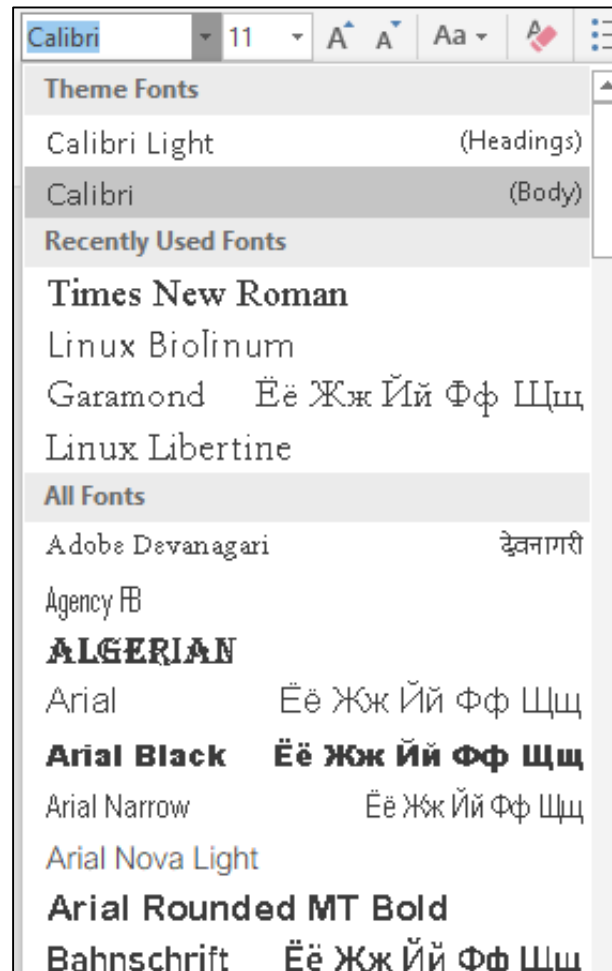 Calibri 11 A A Aa
Theme Fonts
Calibri Light (Headings)
Calibri (Body)
Recently Used Fonts
Times New Roman
Linux Biolinum
Garamond Ёё Жж Йй Фф Щщ
Linux Libertine
All Fonts
Adobe Devanagari देवनागरी
Agency FB
ALGERIAN
Arial Ёё Жж Йй Фф Щщ
Arial Black Ёё Жж Йй Фф Щщ
Arial Narrow Ёё Жж Йй Фф Щщ
Arial Nova Light
Arial Rounded MT Bold
Bahnschrift Ёё Жж Йй Фф Щщ